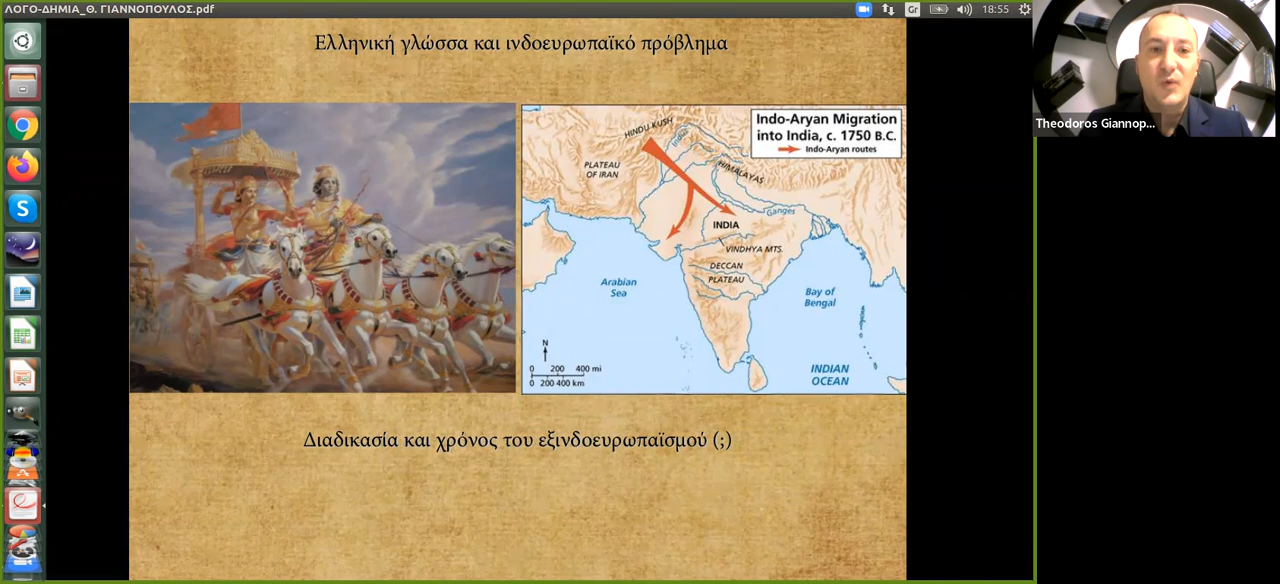 ΛΟΓΟ-ΔΗΜΙΑ_Θ. ΓΙΑΝΝΟΠΟΥΛΟΣ.pdf
Gr
18:55
Ελληνική γλώσσα και ινδοευρωπαϊκό πρόβλημα
Indo-Aryan Migration
into India, c. 1750 B.C.
Indo-Aryan routes
HINDU KUSH
Indus
PLATEAU
OF IRAN
HIMALAYAS
Ganges
INDIA
VINDHYA MTS.
DECCAN
PLATEAU
Arabian
Sea
Bay of
Bengal
N
0 200 400 mi
0 200 400 km
INDIAN
OCEAN
Διαδικασία και χρόνος του εξινδοευρωπαϊσμού (;)
Theodoros Giannop...
S